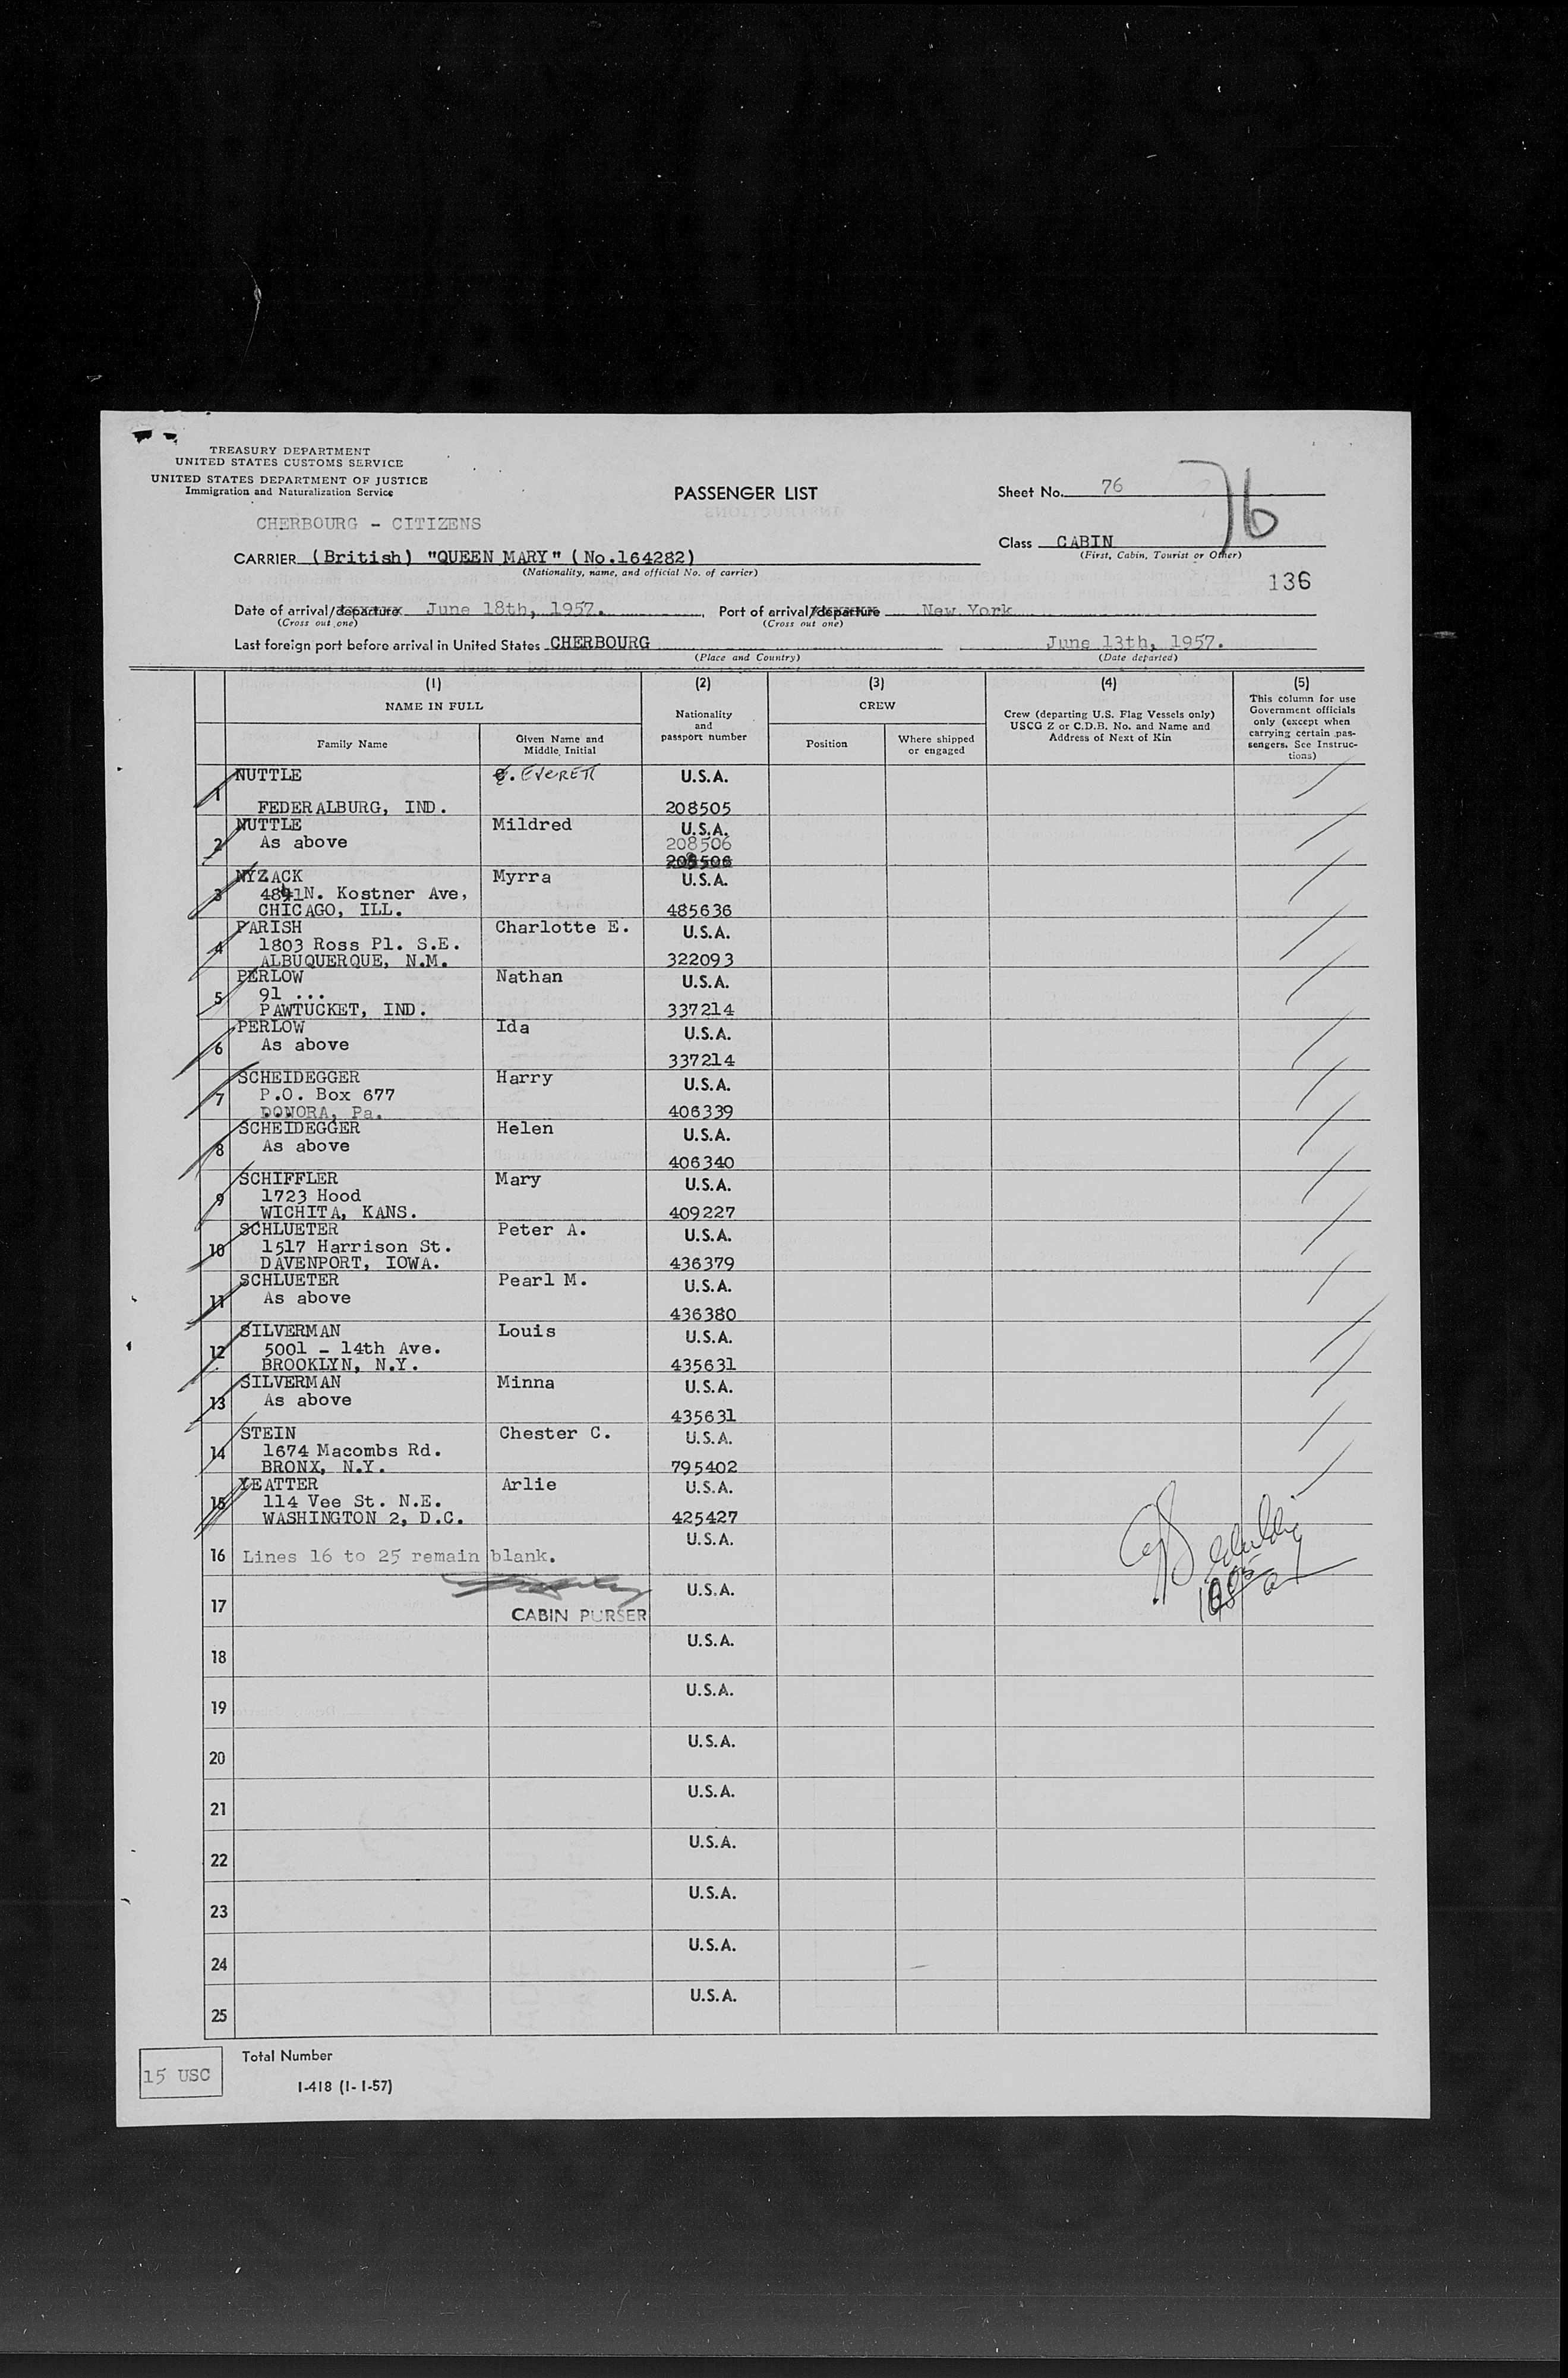 TREASURY DEPARTMENT
UNITED STATES CUSTOMS SERVICE
UNITED STATES DEPARTMENT OF JUSTICE
Immigration and Naturalization Service
PASSENGER LIST
Sheet No. 76
76
CHERBOURG - CITIZENS
Class CABIN
(First, Cabin, Tourist or Other)
CARRIER (British) "QUEEN MARY" (No.164282)
(Nationality, name, and official No. of carrier)
136
Date of arrival/departure June 18th, 1957. Port of arrival/departure New York
(Cross out one) (Cross out one)
Last foreign port before arrival in United States CHERBOURG June 13th, 1957.
(Place and Country) (Date departed)
(1) (2) (3) (4) (5)
NAME IN FULL
Family Name
Given Name and Middle Initial
Nationality and passport number
CREW
Position
Where shipped or engaged
Crew (departing U.S. Flag Vessels only) USCG Z or C.D.B. No. and Name and Address of Next of Kin
This column for use Government officials only (except when carrying certain passengers. See Instructions)
1 NUTTLE . EVERETT U.S.A.
FEDERALBURG, IND. 208505
2 NUTTLE Mildred U.S.A.
As above 208506
208506
3 NYZACK Myrra U.S.A.
N. Kostner Ave,
CHICAGO, ILL. 485636
4 PARISH Charlotte E. U.S.A.
1803 Ross Pl. S.E.
ALBUQUERQUE, N.M. 322093
5 PERLOW Nathan U.S.A.
91 ...
PAWTUCKET, IND. 337214
6 PERLOW Ida U.S.A.
As above 337214
7 SCHEIDEGGER Harry U.S.A.
P.O. Box 677
DONORA, Pa. 406339
8 SCHEIDEGGER Helen U.S.A.
As above 406340
9 SCHIFFLER Mary U.S.A.
1723 Hood
WICHITA, KANS. 409227
10 SCHLUETER Peter A. U.S.A.
1517 Harrison St.
DAVENPORT, IOWA. 436379
11 SCHLUETER Pearl M. U.S.A.
As above 436380
12 SILVERMAN Louis U.S.A.
5001 - 14th Ave.
BROOKLYN, N.Y. 435631
13 SILVERMAN Minna U.S.A.
As above 435631
14 STEIN Chester C. U.S.A.
1674 Macombs Rd.
BRONX, N.Y. 795402
15 YEATTER Arlie U.S.A.
114 Vee St. N.E.
WASHINGTON 2, D.C. 425427
16 Lines 16 to 25 remain blank. U.S.A.
17 U.S.A.
CABIN PURSER
18 U.S.A.
19 U.S.A.
20 U.S.A.
21 U.S.A.
22 U.S.A.
23 U.S.A.
24 U.S.A.
25 U.S.A.
15 USC
Total Number
I-418 (1-1-57)